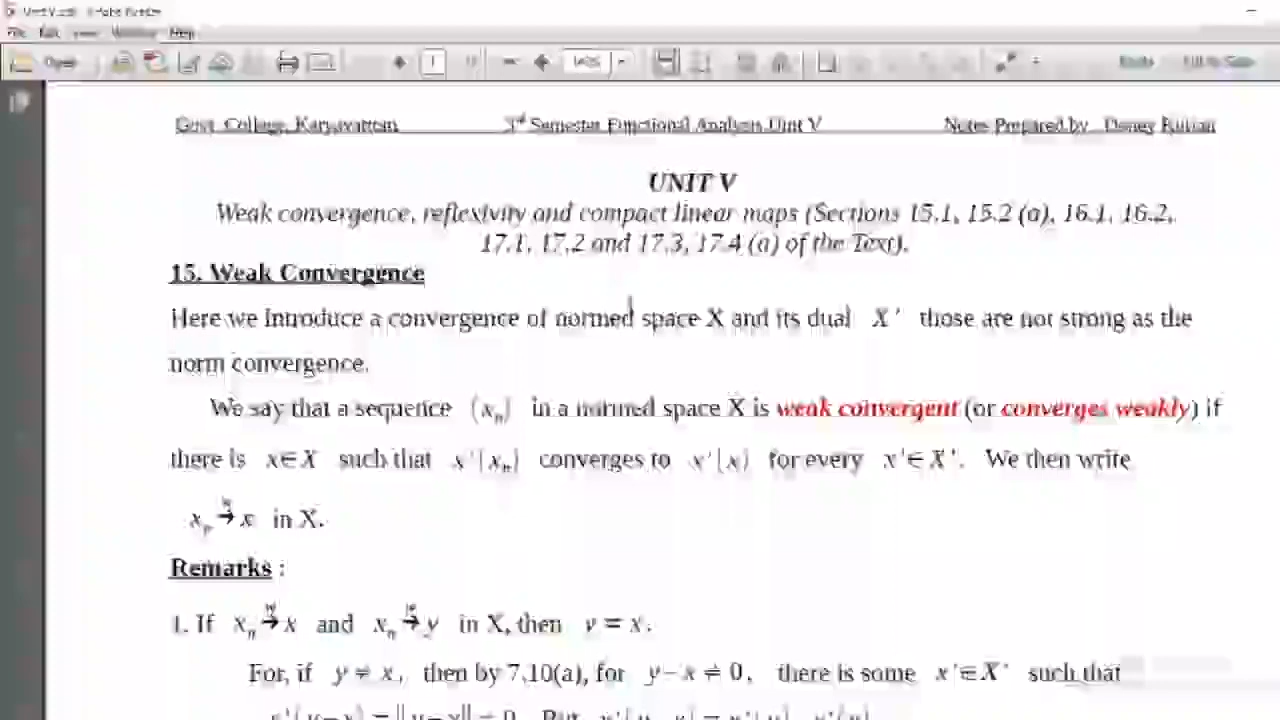 Help
Govt. College, Karyavattom 3rd Semester Functional Analysis Unit V Notes Prepared by
UNIT V
Weak convergence, reflexivity and compact linear maps (Sections 15.1, 15.2 (a), 16.1, 16.2,
17.1, 17.2 and 17.3, 17.4 (a) of the Text).
15. Weak Convergence
Here we introduce a convergence of normed space X and its dual X ' those are not strong as the
norm convergence.
We say that a sequence (xₙ) in a normed space X is weak convergent (or converges weakly) if
there is x∈X such that x'(xₙ) converges to x'(x) for every x'∈X'. We then write
xₙ →ʷ x in X.
Remarks :
1. If xₙ →ʷ x and xₙ →ʷ y in X, then y = x.
For, if y ≠ x, then by 7.10(a), for y−x ≠ 0, there is some x'∈X' such that